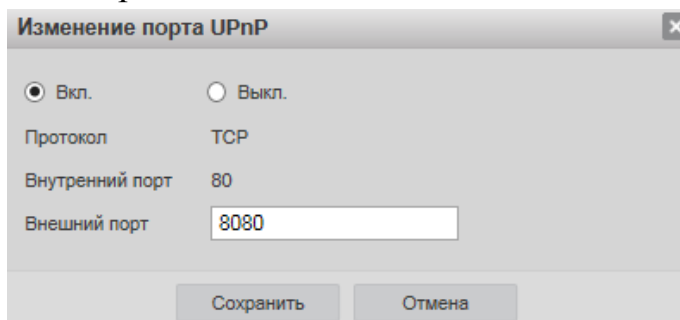 Изменение порта UPnP
Вкл. Выкл.
Протокол TCP
Внутренний порт 80
Внешний порт 8080
Сохранить Отмена